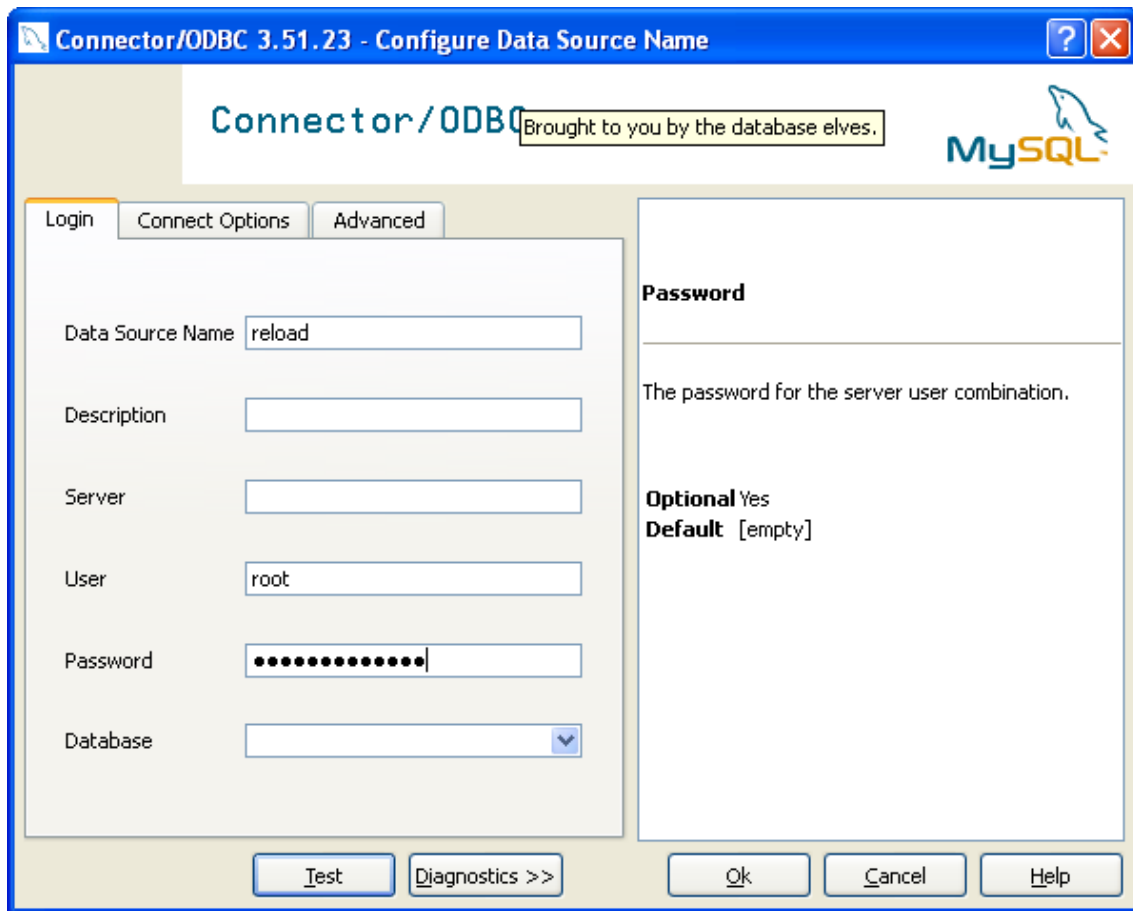 Connector/ODBC 3.51.23 - Configure Data Source Name
Connector/ODBC
Brought to you by the database elves.
MySQL
Login Connect Options Advanced
Data Source Name reload
Description
Server
User root
Password ●●●●●●●●●●●●●
Database
Password
The password for the server user combination.
Optional Yes
Default [empty]
Test Diagnostics >> Ok Cancel Help